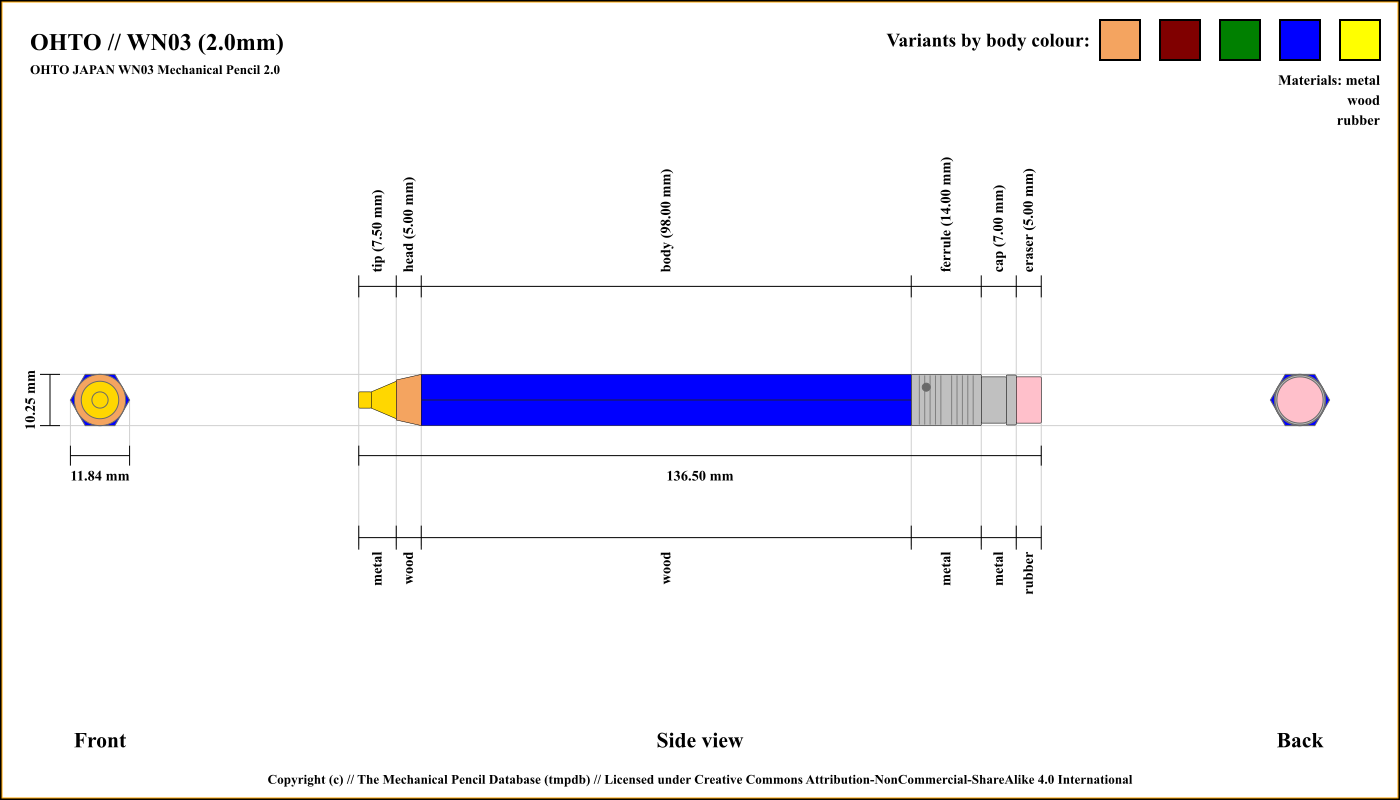 OHTO // WN03 (2.0mm)
OHTO JAPAN WN03 Mechanical Pencil 2.0
Variants by body colour:
Materials: metal
wood
rubber
tip (7.50 mm)
head (5.00 mm)
body (98.00 mm)
ferrule (14.00 mm)
cap (7.00 mm)
eraser (5.00 mm)
10.25 mm
11.84 mm
136.50 mm
metal
wood
wood
metal
metal
rubber
Front
Side view
Back
Copyright (c) // The Mechanical Pencil Database (tmpdb) // Licensed under Creative Commons Attribution-NonCommercial-ShareAlike 4.0 International